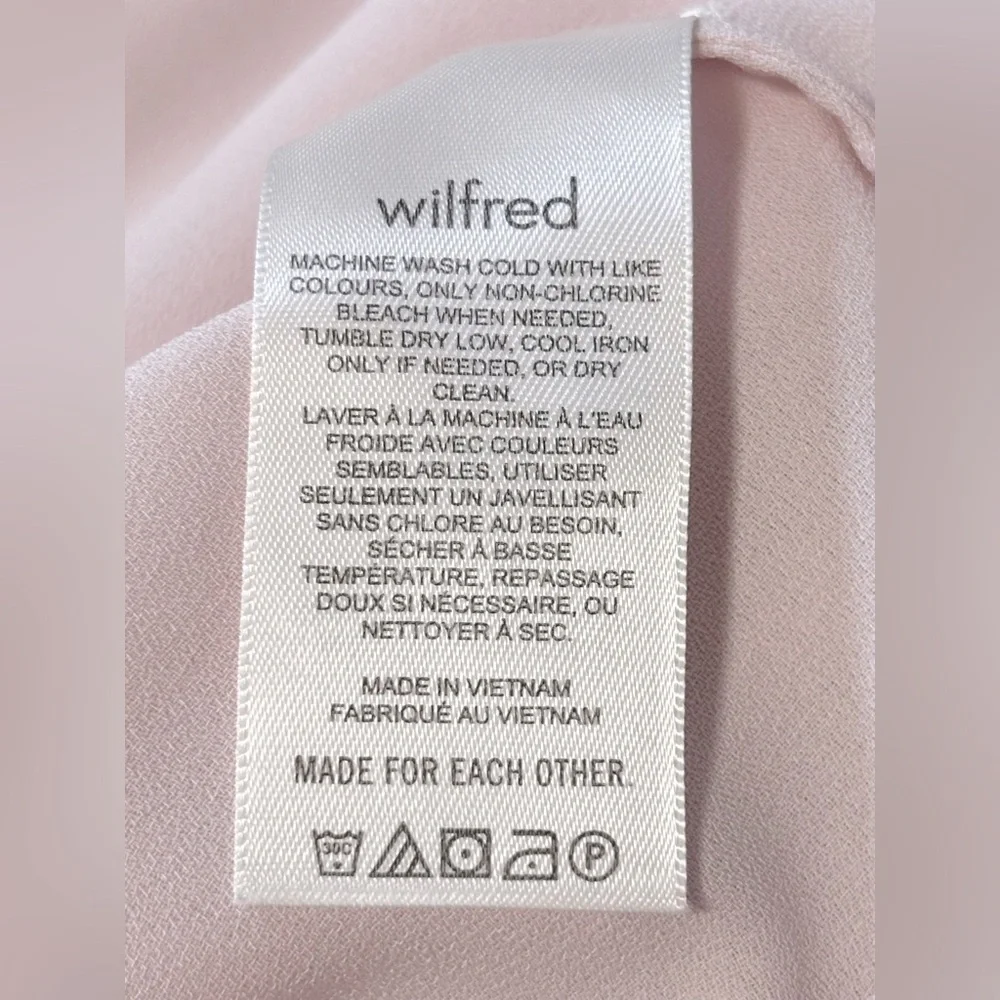 wilfred
MACHINE WASH COLD WITH LIKE
COLOURS, ONLY NON-CHLORINE
BLEACH WHEN NEEDED,
TUMBLE DRY LOW, COOL IRON
ONLY IF NEEDED, OR DRY
CLEAN.
LAVER À LA MACHINE À L'EAU
FROIDE AVEC COULEURS
SEMBLABLES, UTILISER
SEULEMENT UN JAVELLISANT
SANS CHLORE AU BESOIN,
SÉCHER À BASSE
TEMPÉRATURE, REPASSAGE
DOUX SI NÉCESSAIRE, OU
NETTOYER À SEC.
MADE IN VIETNAM
FABRIQUÉ AU VIETNAM
MADE FOR EACH OTHER.
30C P